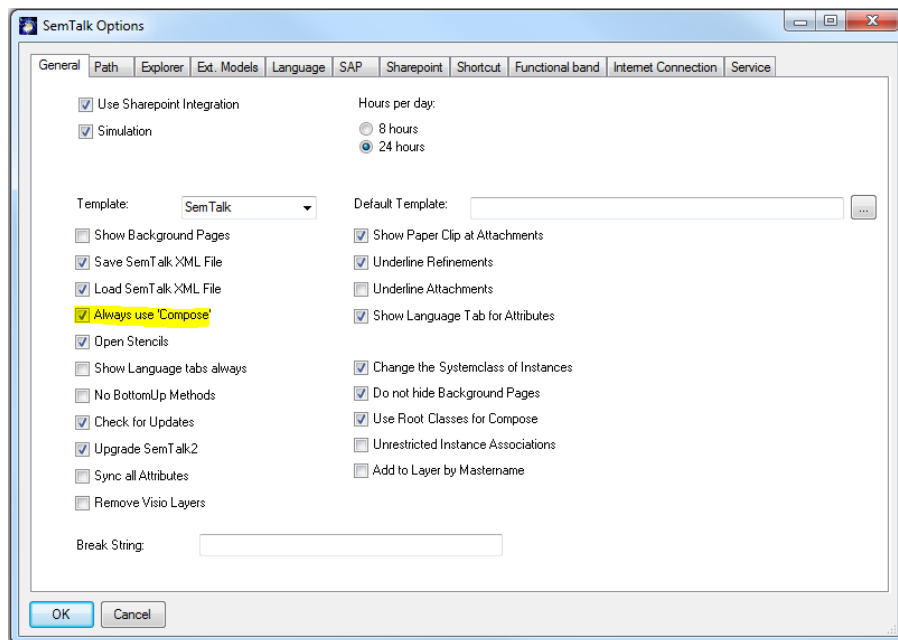 SemTalk Options
General Path Explorer Ext. Models Language SAP Sharepoint Shortcut Functional band Internet Connection Service
Use Sharepoint Integration
Simulation
Hours per day:
8 hours
24 hours
Template: SemTalk
Default Template: ...
Show Background Pages
Save SemTalk XML File
Load SemTalk XML File
Always use 'Compose'
Open Stencils
Show Language tabs always
No BottomUp Methods
Check for Updates
Upgrade SemTalk2
Sync all Attributes
Remove Visio Layers
Show Paper Clip at Attachments
Underline Refinements
Underline Attachments
Show Language Tab for Attributes
Change the Systemclass of Instances
Do not hide Background Pages
Use Root Classes for Compose
Unrestricted Instance Associations
Add to Layer by Mastername
Break String:
OK Cancel